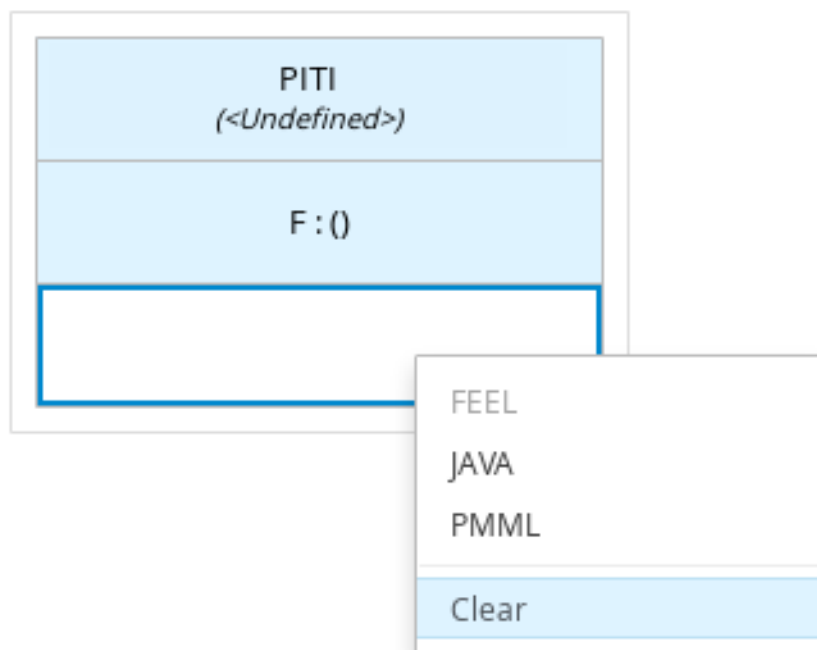 PITI
(<Undefined>)
F : ()
FEEL
JAVA
PMML
Clear